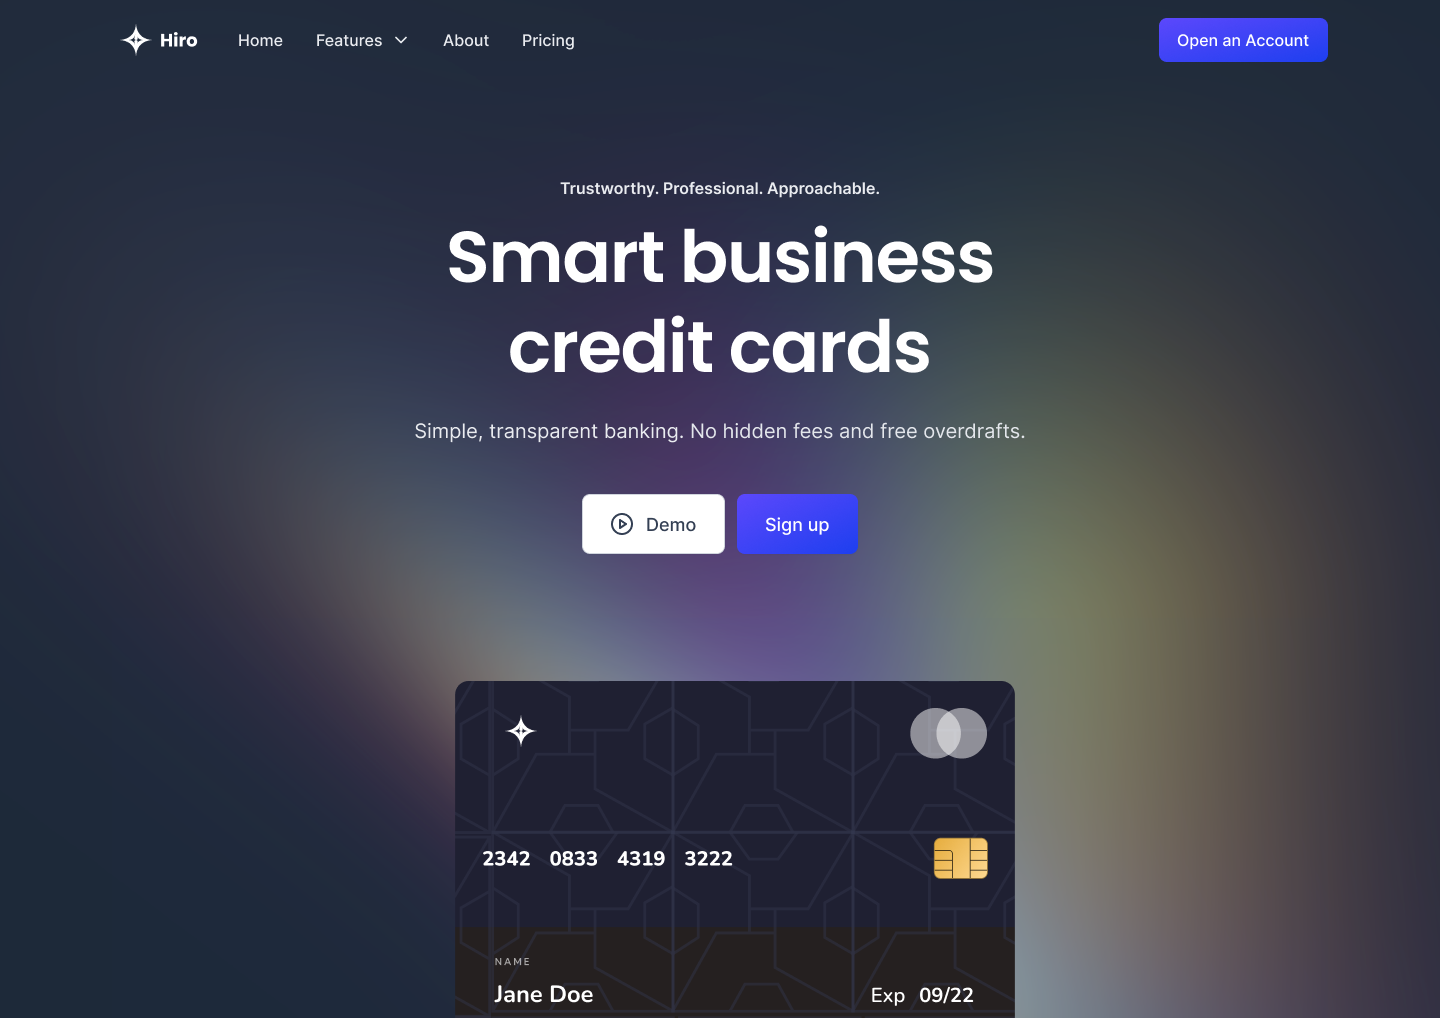 Hiro Home Features About Pricing Open an Account
Trustworthy. Professional. Approachable.
Smart business
credit cards
Simple, transparent banking. No hidden fees and free overdrafts.
Demo Sign up
2342 0833 4319 3222
NAME
Jane Doe Exp 09/22